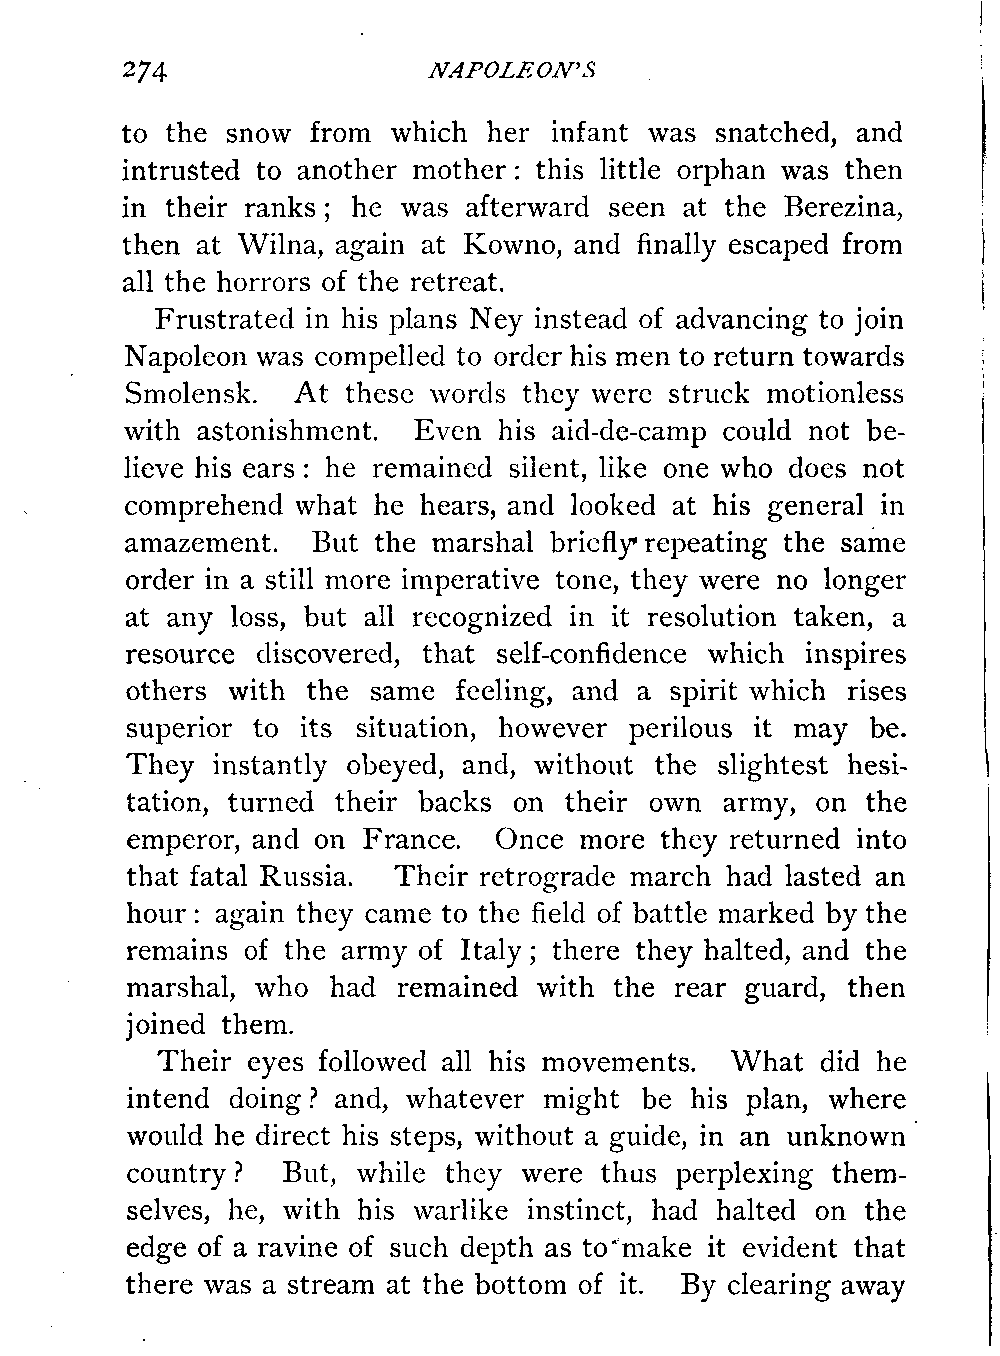 274 NAPOLEON'S
to the snow from which her infant was snatched, and
intrusted to another mother : this little orphan was then
in their ranks ; he was afterward seen at the Berezina,
then at Wilna, again at Kowno, and finally escaped from
all the horrors of the retreat.
Frustrated in his plans Ney instead of advancing to join
Napoleon was compelled to order his men to return towards
Smolensk. At these words they were struck motionless
with astonishment. Even his aid-de-camp could not be-
lieve his ears : he remained silent, like one who does not
comprehend what he hears, and looked at his general in
amazement. But the marshal briefly repeating the same
order in a still more imperative tone, they were no longer
at any loss, but all recognized in it resolution taken, a
resource discovered, that self-confidence which inspires
others with the same feeling, and a spirit which rises
superior to its situation, however perilous it may be.
They instantly obeyed, and, without the slightest hesi-
tation, turned their backs on their own army, on the
emperor, and on France. Once more they returned into
that fatal Russia. Their retrograde march had lasted an
hour : again they came to the field of battle marked by the
remains of the army of Italy ; there they halted, and the
marshal, who had remained with the rear guard, then
joined them.
Their eyes followed all his movements. What did he
intend doing ? and, whatever might be his plan, where
would he direct his steps, without a guide, in an unknown
country ? But, while they were thus perplexing them-
selves, he, with his warlike instinct, had halted on the
edge of a ravine of such depth as to make it evident that
there was a stream at the bottom of it. By clearing away